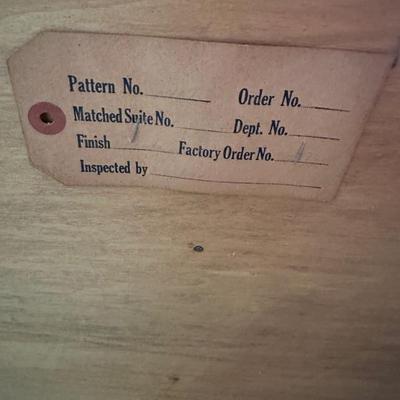 Pattern No. Order No.
Matched Suite No. Dept. No.
Finish Factory Order No.
Inspected by